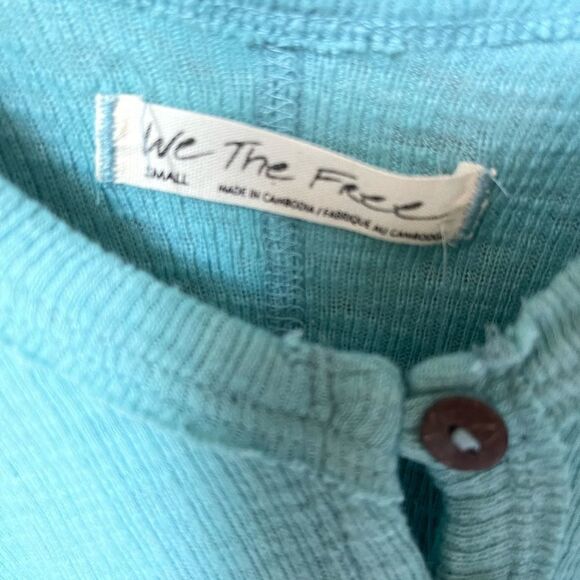 We The Free
SMALL
MADE IN CAMBODIA / FABRIQUE AU CAMBODGE